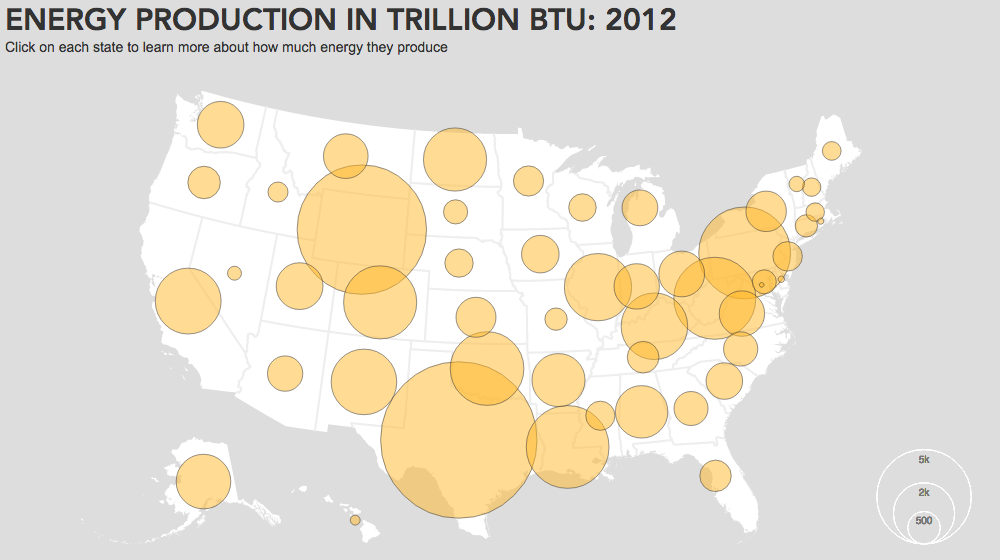 ENERGY PRODUCTION IN TRILLION BTU: 2012
Click on each state to learn more about how much energy they produce
5k
2k
500